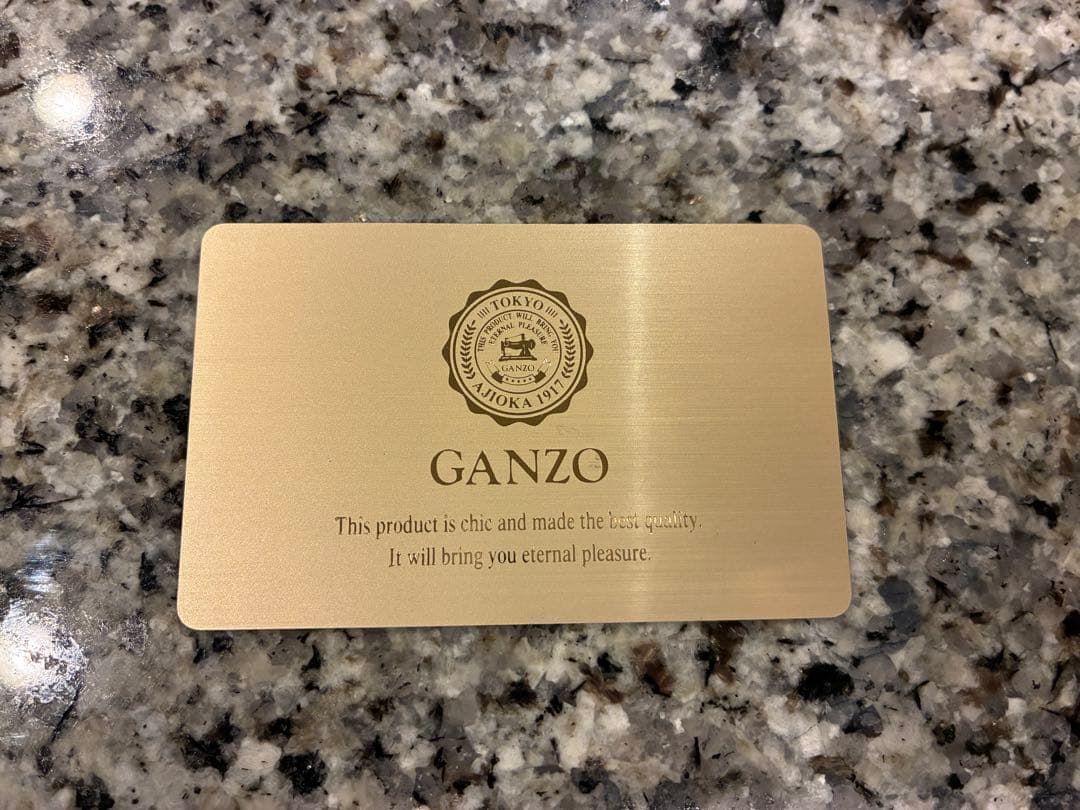 TOKYO
THIS PRODUCT WILL BRING YOU
ETERNAL PLEASURE
GANZO
AJIOKA 1917
GANZO
This product is chic and made the best quality.
It will bring you eternal pleasure.